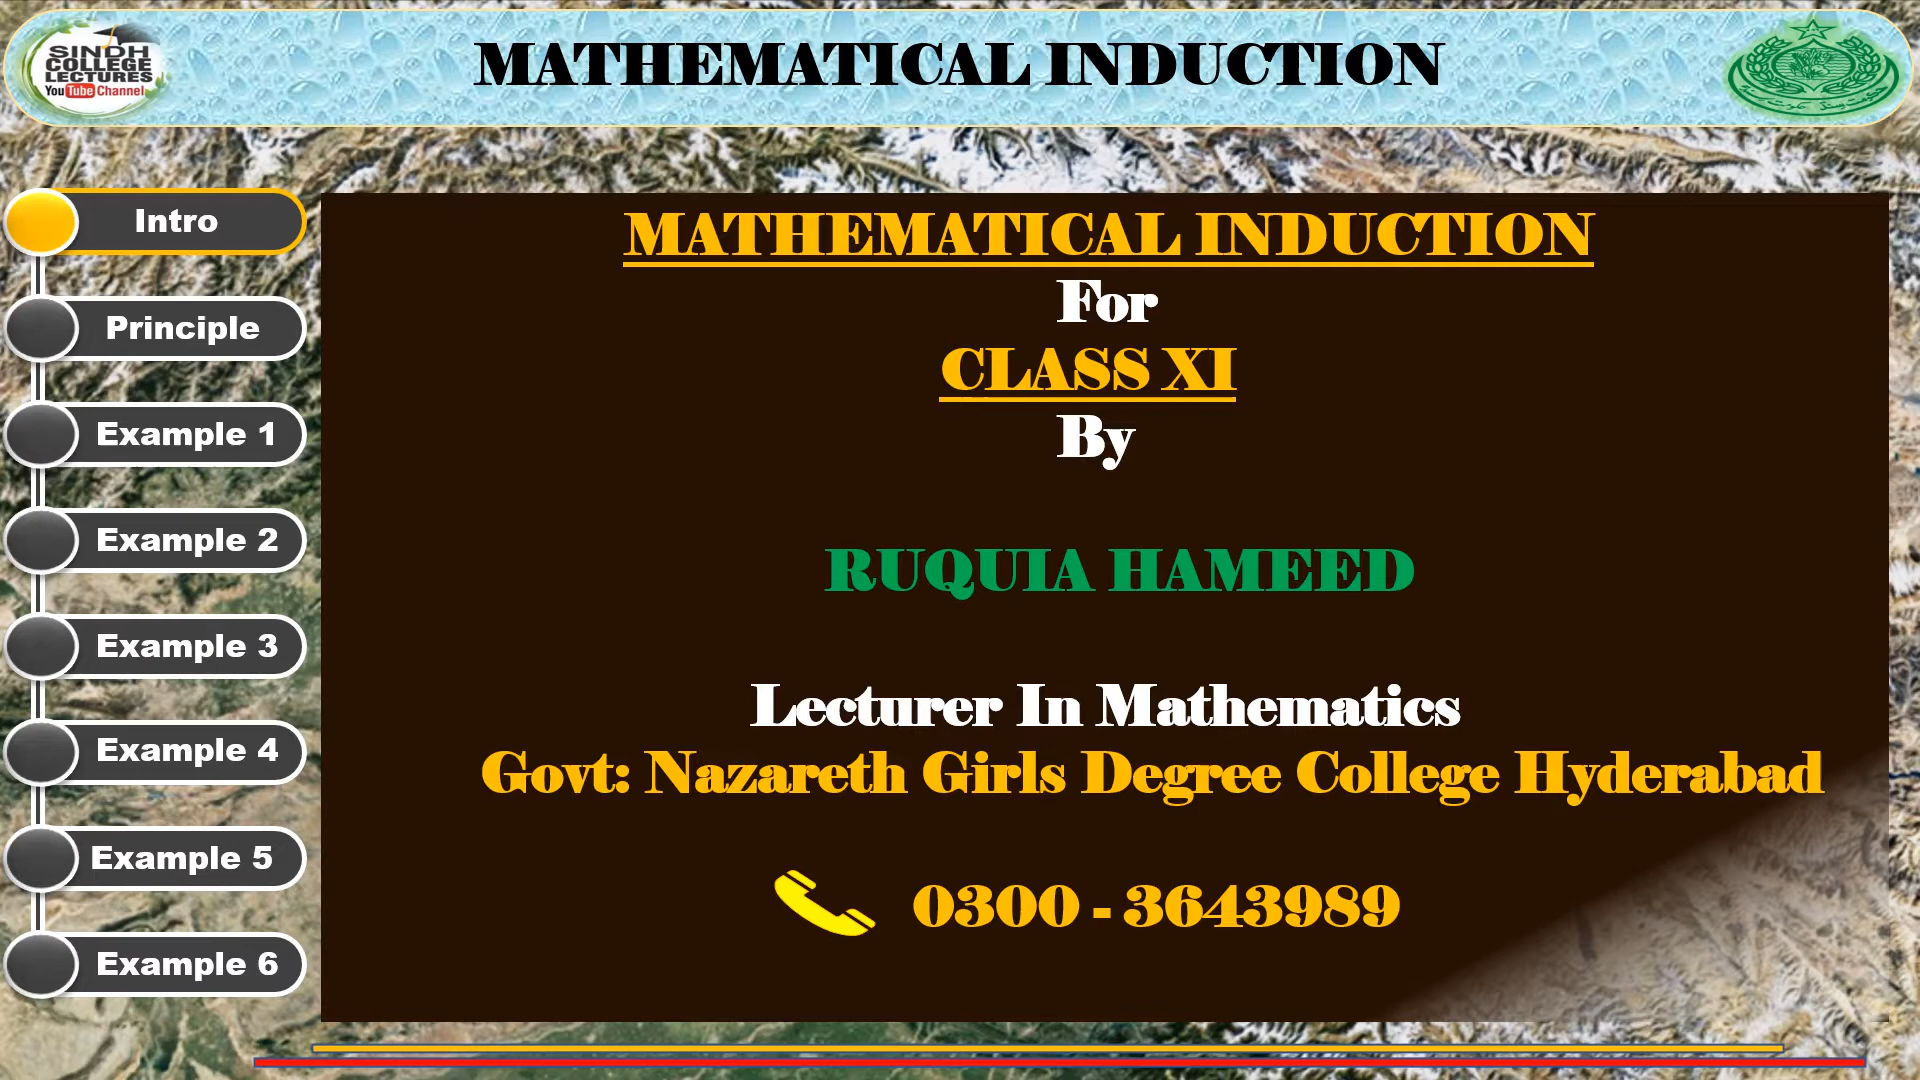 SINDH
COLLEGE
LECTURES
YouTube Channel
MATHEMATICAL INDUCTION
Intro
Principle
Example 1
Example 2
Example 3
Example 4
Example 5
Example 6
MATHEMATICAL INDUCTION
For
CLASS XI
By
RUQUIA HAMEED
Lecturer In Mathematics
Govt: Nazareth Girls Degree College Hyderabad
0300 - 3643989